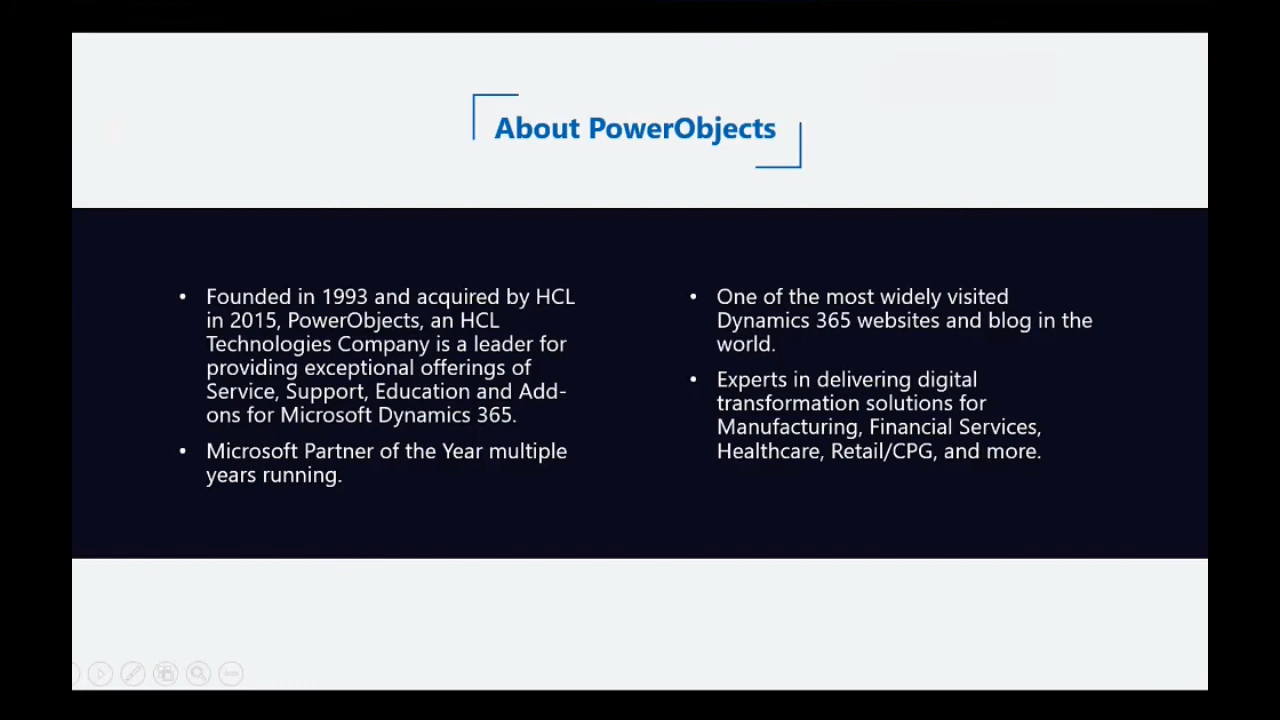 About PowerObjects
• Founded in 1993 and acquired by HCL
in 2015, PowerObjects, an HCL
Technologies Company is a leader for
providing exceptional offerings of
Service, Support, Education and Add-
ons for Microsoft Dynamics 365.
• Microsoft Partner of the Year multiple
years running.
• One of the most widely visited
Dynamics 365 websites and blog in the
world.
• Experts in delivering digital
transformation solutions for
Manufacturing, Financial Services,
Healthcare, Retail/CPG, and more.